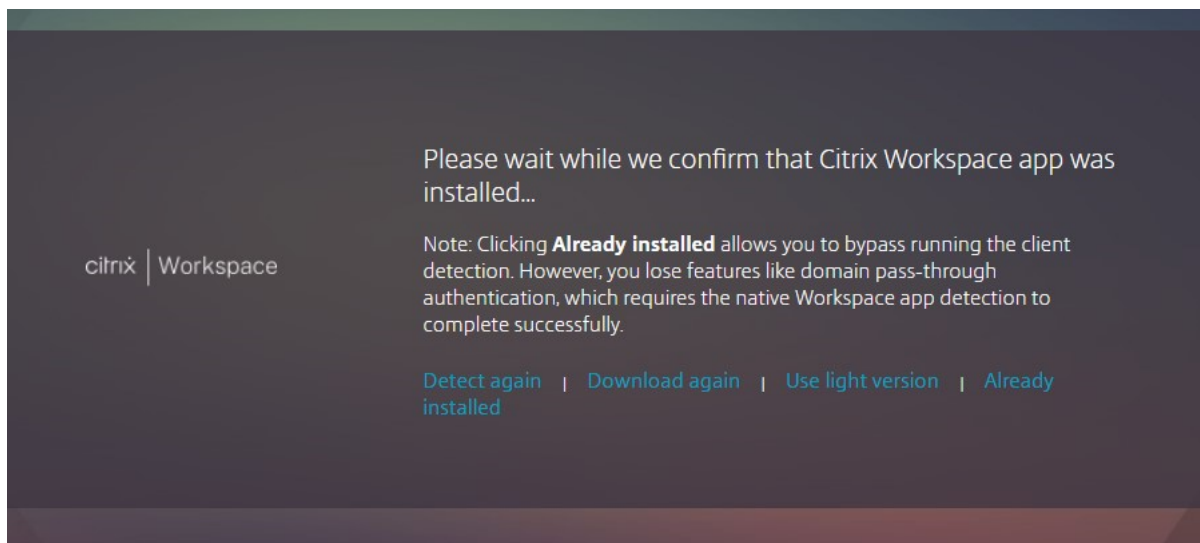 Please wait while we confirm that Citrix Workspace app was
installed...
Note: Clicking Already installed allows you to bypass running the client
detection. However, you lose features like domain pass-through
authentication, which requires the native Workspace app detection to
complete successfully.
citrix | Workspace
Detect again | Download again | Use light version | Already
installed